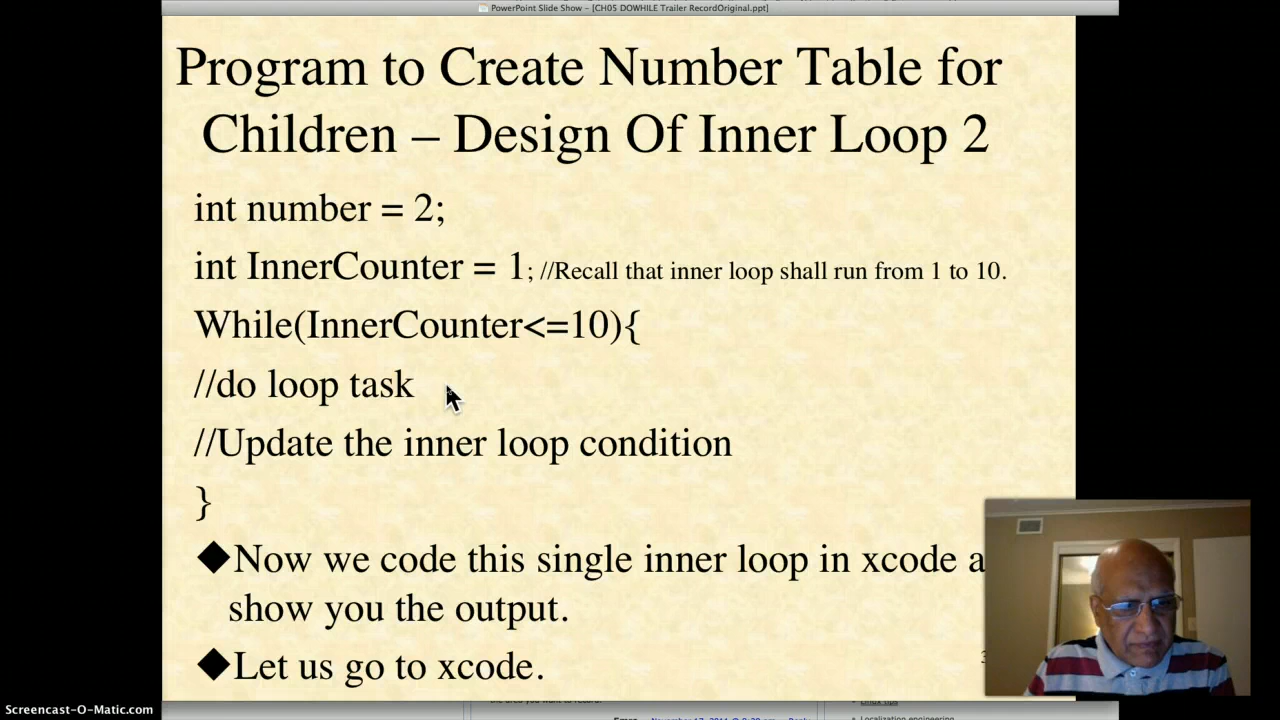 PowerPoint Slide Show – [CH05 DOWHILE Trailer RecordOriginal.ppt]
Program to Create Number Table for
Children – Design Of Inner Loop 2
int number = 2;
int InnerCounter = 1; //Recall that inner loop shall run from 1 to 10.
While(InnerCounter<=10){
//do loop task
//Update the inner loop condition
}
◆Now we code this single inner loop in xcode a
show you the output.
◆Let us go to xcode.
Screencast-O-Matic.com